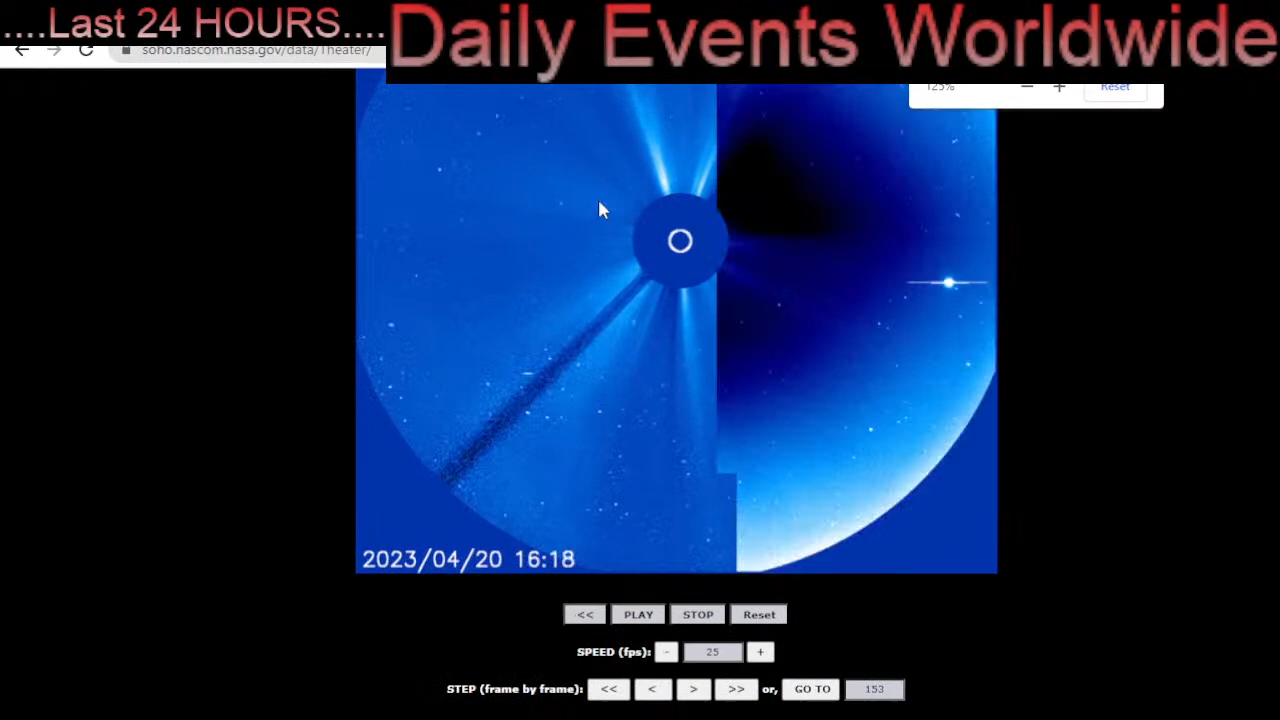 ....Last 24 HOURS....
Daily Events Worldwide
soho.nascom.nasa.gov/data/Theater/
125% − + Reset
2023/04/20 16:18
<< PLAY STOP Reset
SPEED (fps): - 25 +
STEP (frame by frame): << < > >> or, GO TO 153